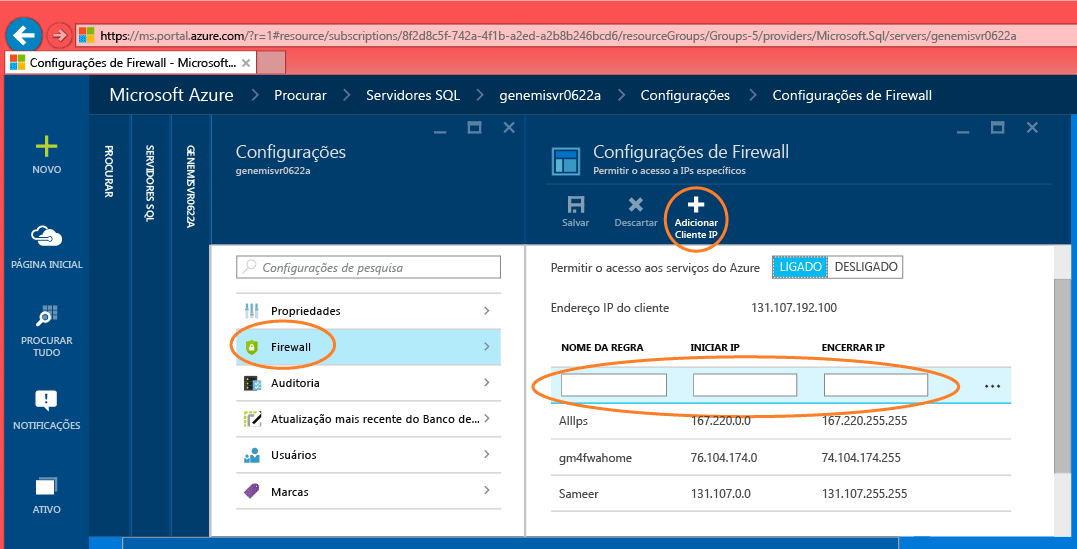 https://ms.portal.azure.com/?r=1#resource/subscriptions/8f2d8c5f-742a-4f1b-a2ed-a2b8b246bcd6/resourceGroups/Groups-5/providers/Microsoft.Sql/servers/genemisvr0622a
Configurações de Firewall - Microsoft...
Microsoft Azure
Procurar
Servidores SQL
genemisvr0622a
Configurações
Configurações de Firewall
NOVO
PÁGINA INICIAL
PROCURAR
TUDO
NOTIFICAÇÕES
ATIVO
PROCURAR
SERVIDORES SQL
GENEMISVR0622A
Configurações
genemisvr0622a
Configurações de pesquisa
Propriedades
Firewall
Auditoria
Atualização mais recente do Banco de...
Usuários
Marcas
Configurações de Firewall
Permitir o acesso a IPs específicos
Salvar
Descartar
Adicionar
Cliente IP
Permitir o acesso aos serviços do Azure LIGADO DESLIGADO
Endereço IP do cliente 131.107.192.100
NOME DA REGRA INICIAR IP ENCERRAR IP
...
AllIps 167.220.0.0 167.220.255.255
gm4fwahome 76.104.174.0 74.104.174.255
Sameer 131.107.0.0 131.107.255.255